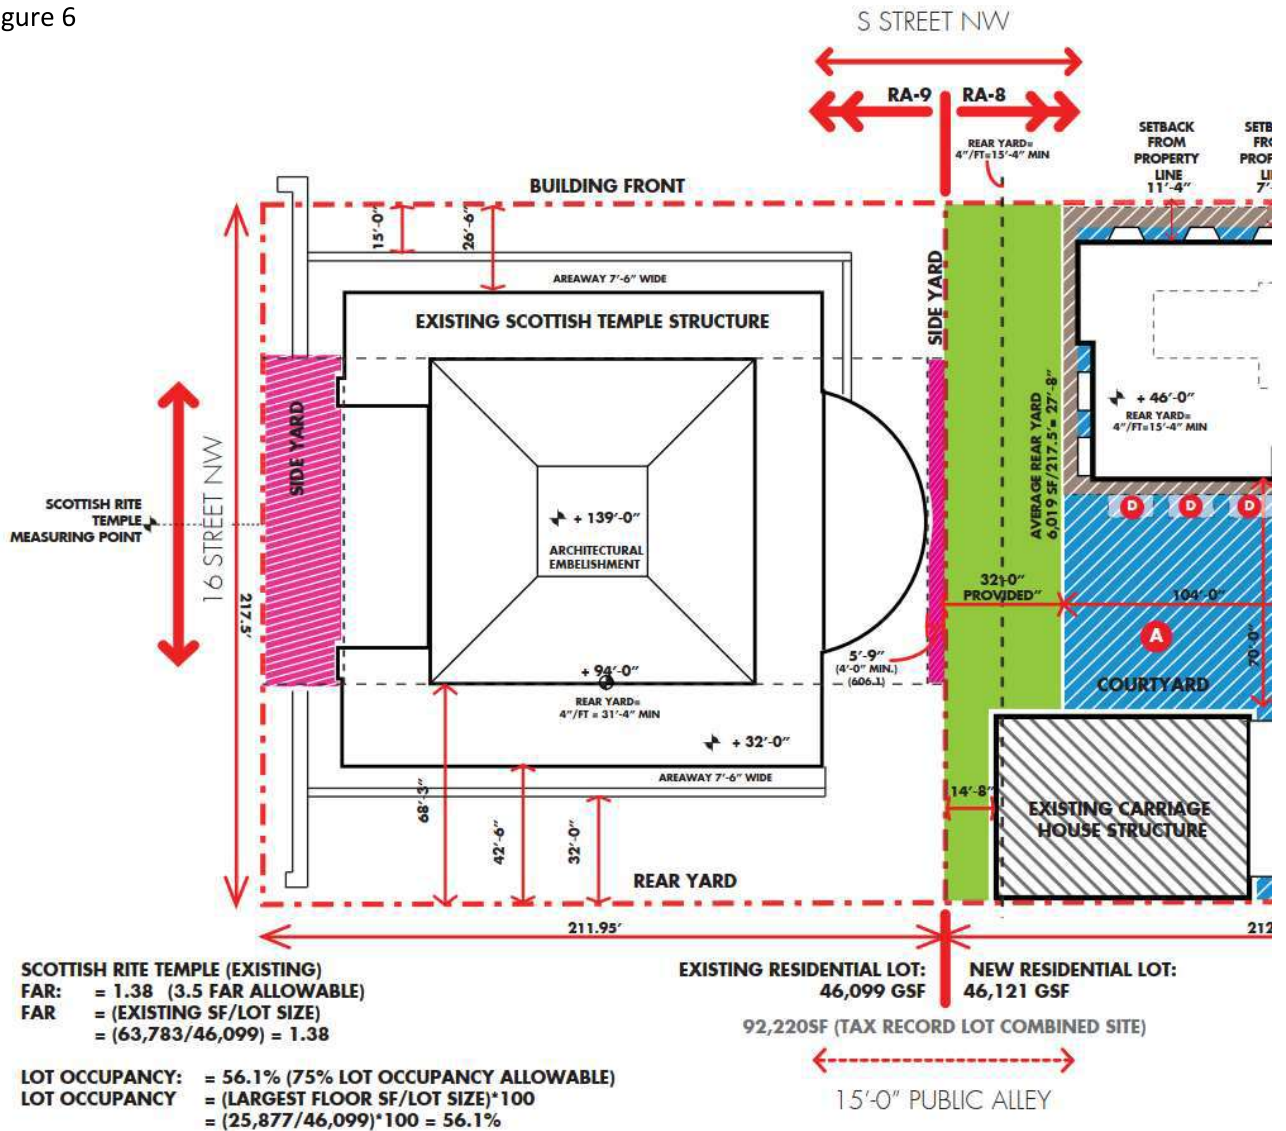 gure 6
S STREET NW
RA-9
RA-8
REAR YARD=
4"/FT=15'-4" MIN
SETBACK
FROM
PROPERTY
LINE
11'-4"
BUILDING FRONT
15'-0"
26'-6"
AREAWAY 7'-6" WIDE
EXISTING SCOTTISH TEMPLE STRUCTURE
SIDE YARD
SIDE YARD
+ 46'-0"
REAR YARD=
4"/FT=15'-4" MIN
AVERAGE REAR YARD
6,019 SF/217.5'= 27'-8"
SCOTTISH RITE
TEMPLE
MEASURING POINT
16 STREET NW
217.5'
+ 139'-0"
ARCHITECTURAL
EMBELISHMENT
D
D
D
32'-0"
PROVIDED"
104'-0"
A
70'-0"
COURTYARD
5'-9"
(4'-0" MIN.)
(606.1)
+ 94'-0"
REAR YARD=
4"/FT = 31'-4" MIN
+ 32'-0"
AREAWAY 7'-6" WIDE
68'-3"
42'-6"
32'-0"
14'-8"
EXISTING CARRIAGE
HOUSE STRUCTURE
REAR YARD
211.95'
212
SCOTTISH RITE TEMPLE (EXISTING)
FAR: = 1.38 (3.5 FAR ALLOWABLE)
FAR = (EXISTING SF/LOT SIZE)
= (63,783/46,099) = 1.38
LOT OCCUPANCY: = 56.1% (75% LOT OCCUPANCY ALLOWABLE)
LOT OCCUPANCY = (LARGEST FLOOR SF/LOT SIZE)*100
= (25,877/46,099)*100 = 56.1%
EXISTING RESIDENTIAL LOT:
46,099 GSF
NEW RESIDENTIAL LOT:
46,121 GSF
92,220SF (TAX RECORD LOT COMBINED SITE)
15'-0" PUBLIC ALLEY